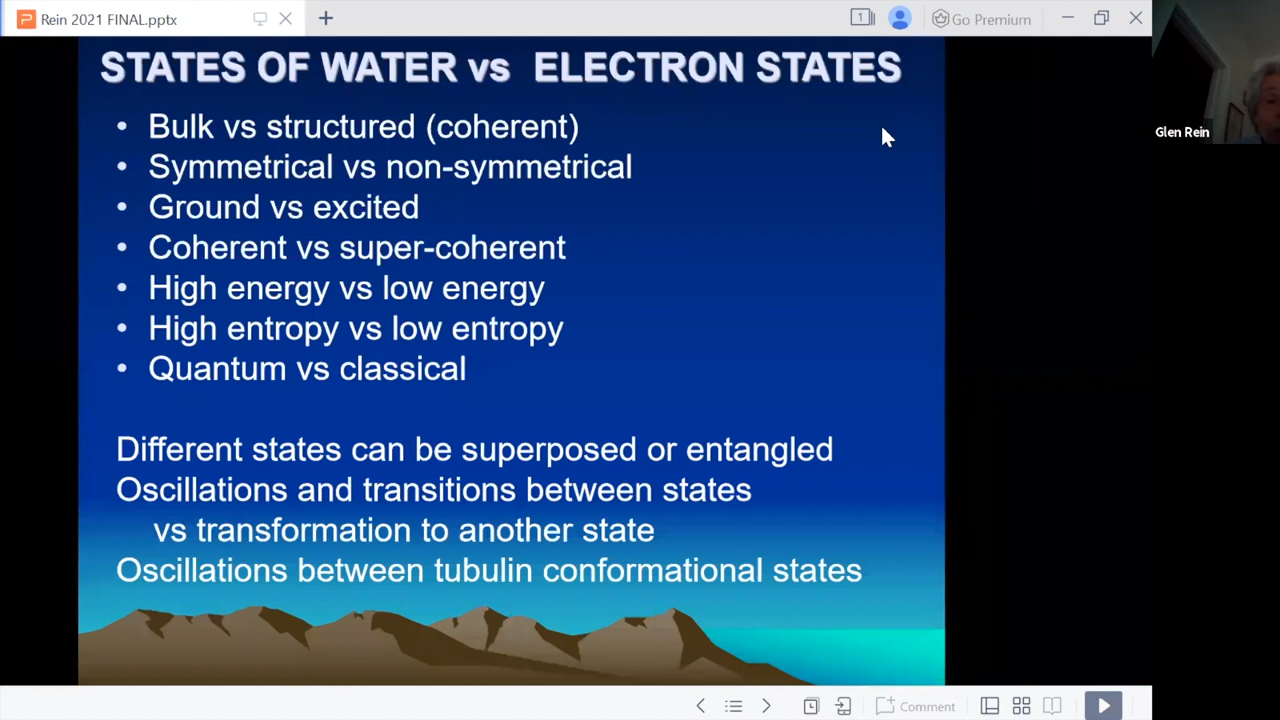 Rein 2021 FINAL.pptx
1
Go Premium
STATES OF WATER vs ELECTRON STATES
• Bulk vs structured (coherent)
• Symmetrical vs non-symmetrical
• Ground vs excited
• Coherent vs super-coherent
• High energy vs low energy
• High entropy vs low entropy
• Quantum vs classical
Different states can be superposed or entangled
Oscillations and transitions between states
vs transformation to another state
Oscillations between tubulin conformational states
Glen Rein
Comment